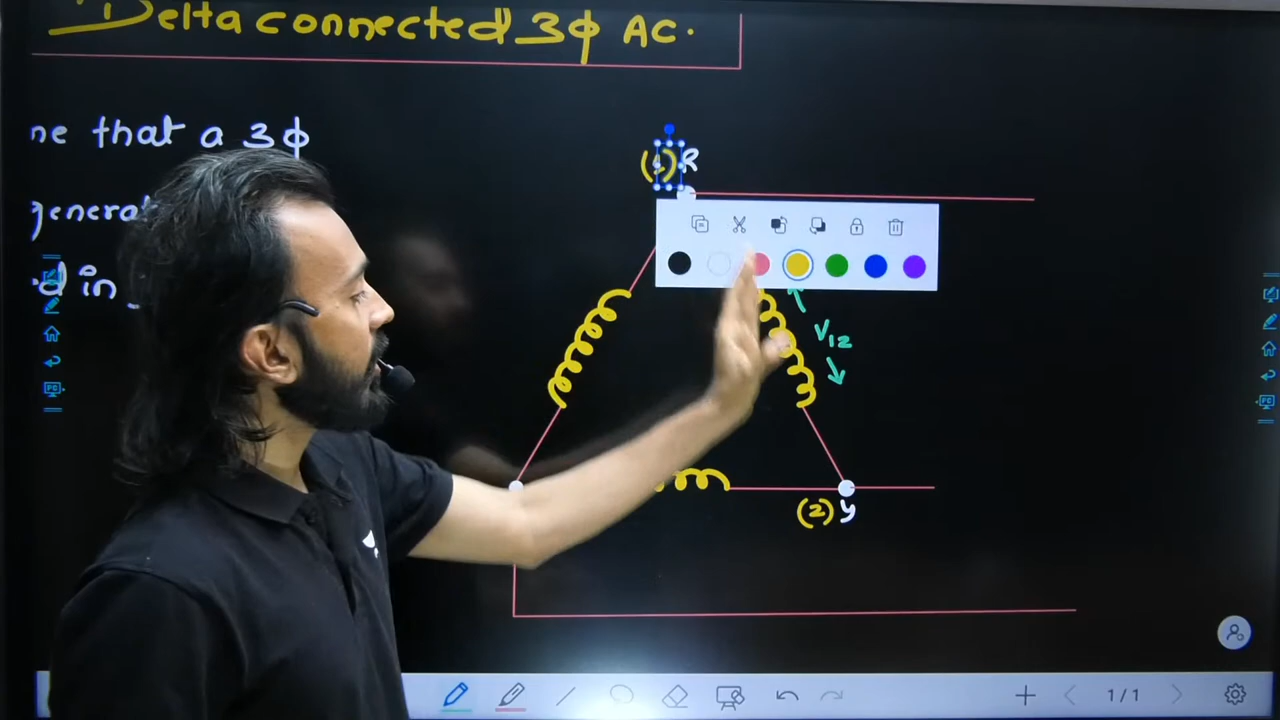 Delta connected 3ϕ AC.
ne that a 3ϕ
generat
d in
(1) R
V12
(2) y
1/1